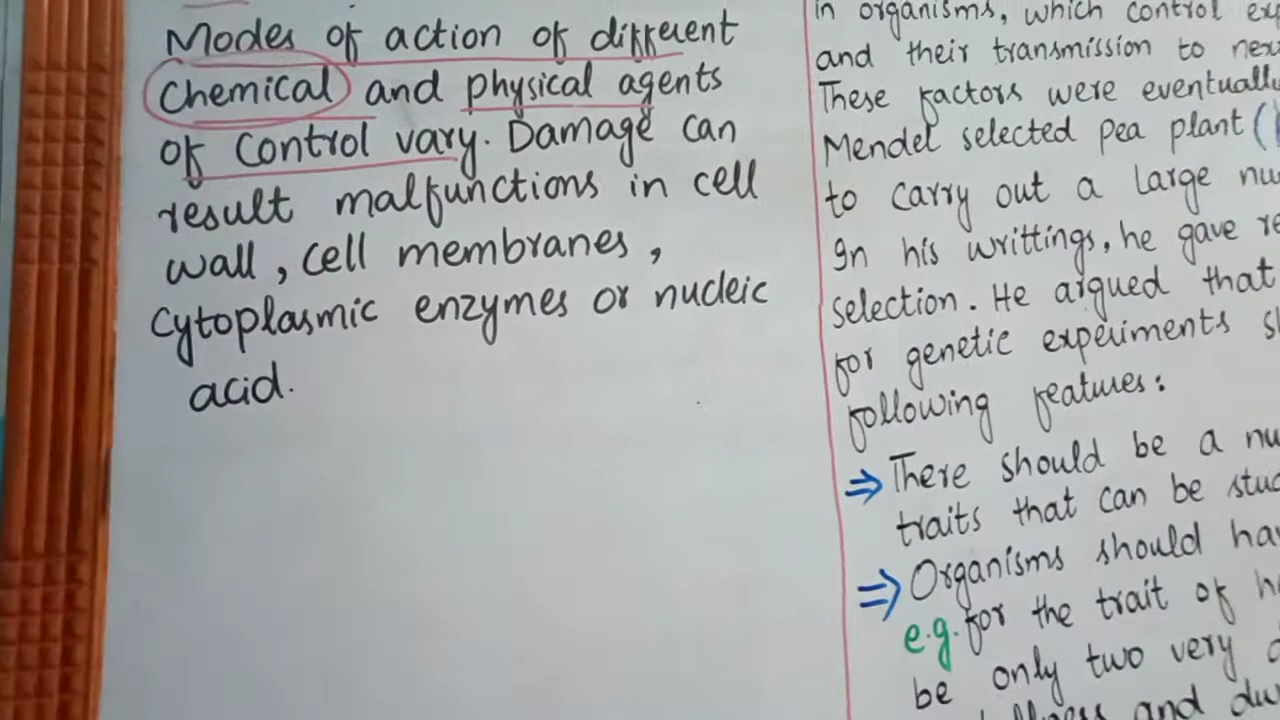 Modes of action of different
Chemical and physical agents
of control vary. Damage can
result malfunctions in cell
wall, cell membranes,
cytoplasmic enzymes or nucleic
acid.
in organisms, which control
and their transmission to
These factors were eventually
Mendel selected pea plant (
to carry out a large
In his writtings, he gave
selection. He argued that
for genetic experiments
following features:
⇒ There should be a
traits that can be
⇒ Organisms should
e.g. for the trait of
be only two very
and